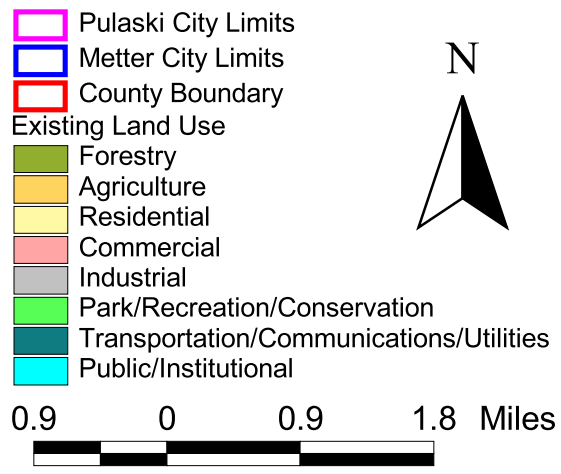 Pulaski City Limits
Metter City Limits
County Boundary
Existing Land Use
Forestry
Agriculture
Residential
Commercial
Industrial
Park/Recreation/Conservation
Transportation/Communications/Utilities
Public/Institutional
N
0.9 0 0.9 1.8 Miles